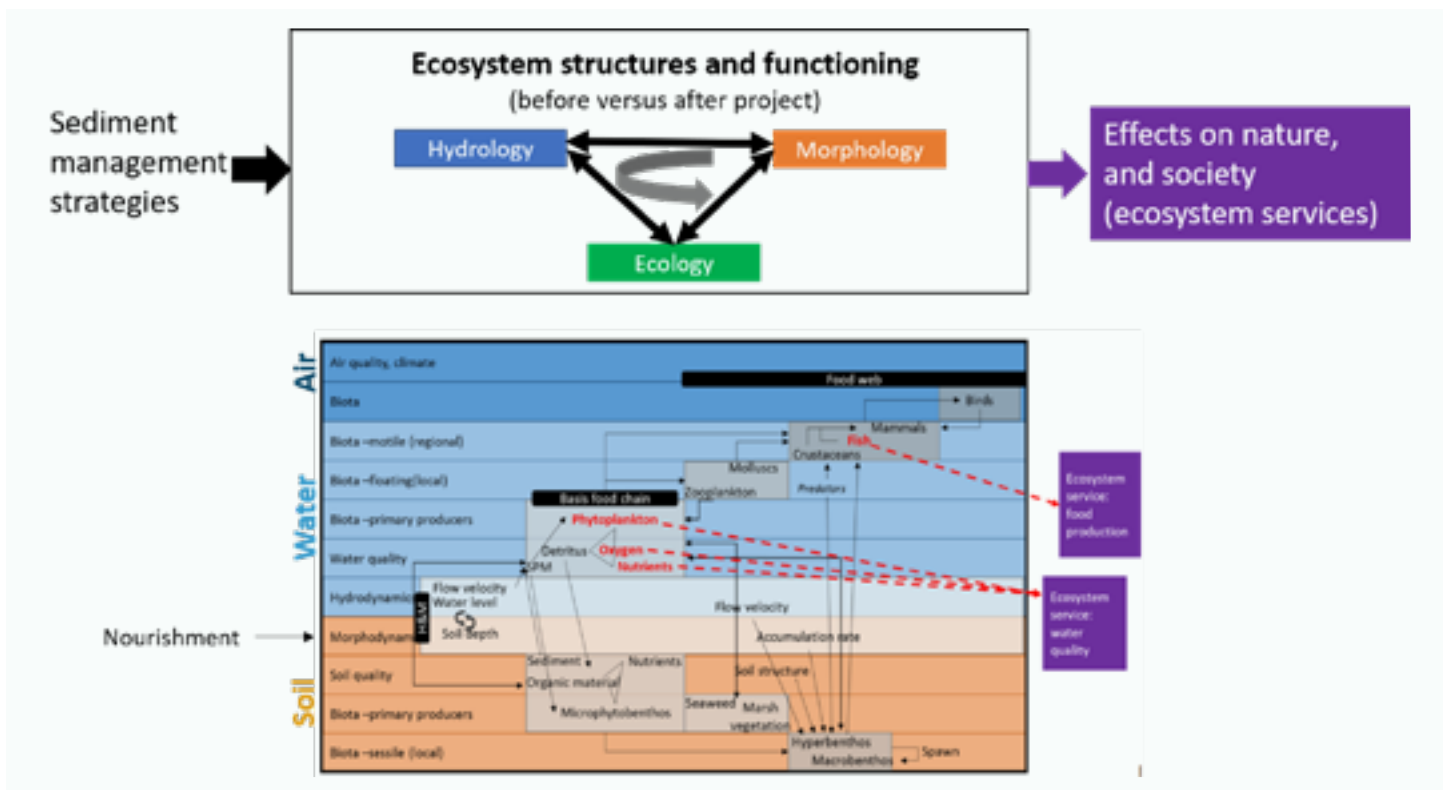 Ecosystem structures and functioning
(before versus after project)
Sediment
management
strategies
Hydrology
Morphology
Ecology
Effects on nature,
and society
(ecosystem services)
Air
Water
Soil
Air quality, climate
Food web
Biota
Birds
Biota –motile (regional)
Mammals
Fish
Crustaceans
Biota –floating(local)
Molluscs
Zooplankton
Predators
Basis food chain
Biota –primary producers
Phytoplankton
Water quality
Detritus
Oxygen
SPM
Nutrients
Hydrodynamic
Flow velocity
Water level
Flow velocity
H&M
Nourishment
Morphodyna
Soil depth
Accumulation rate
Soil quality
Sediment
Nutrients
Organic material
Soil structure
Biota –primary producers
Microphytobenthos
Seaweed
Marsh
vegetation
Biota –sessile (local)
Hyperbenthos
Macrobenthos
Spawn
Ecosystem
service:
food
production
Ecosystem
service:
water
quality